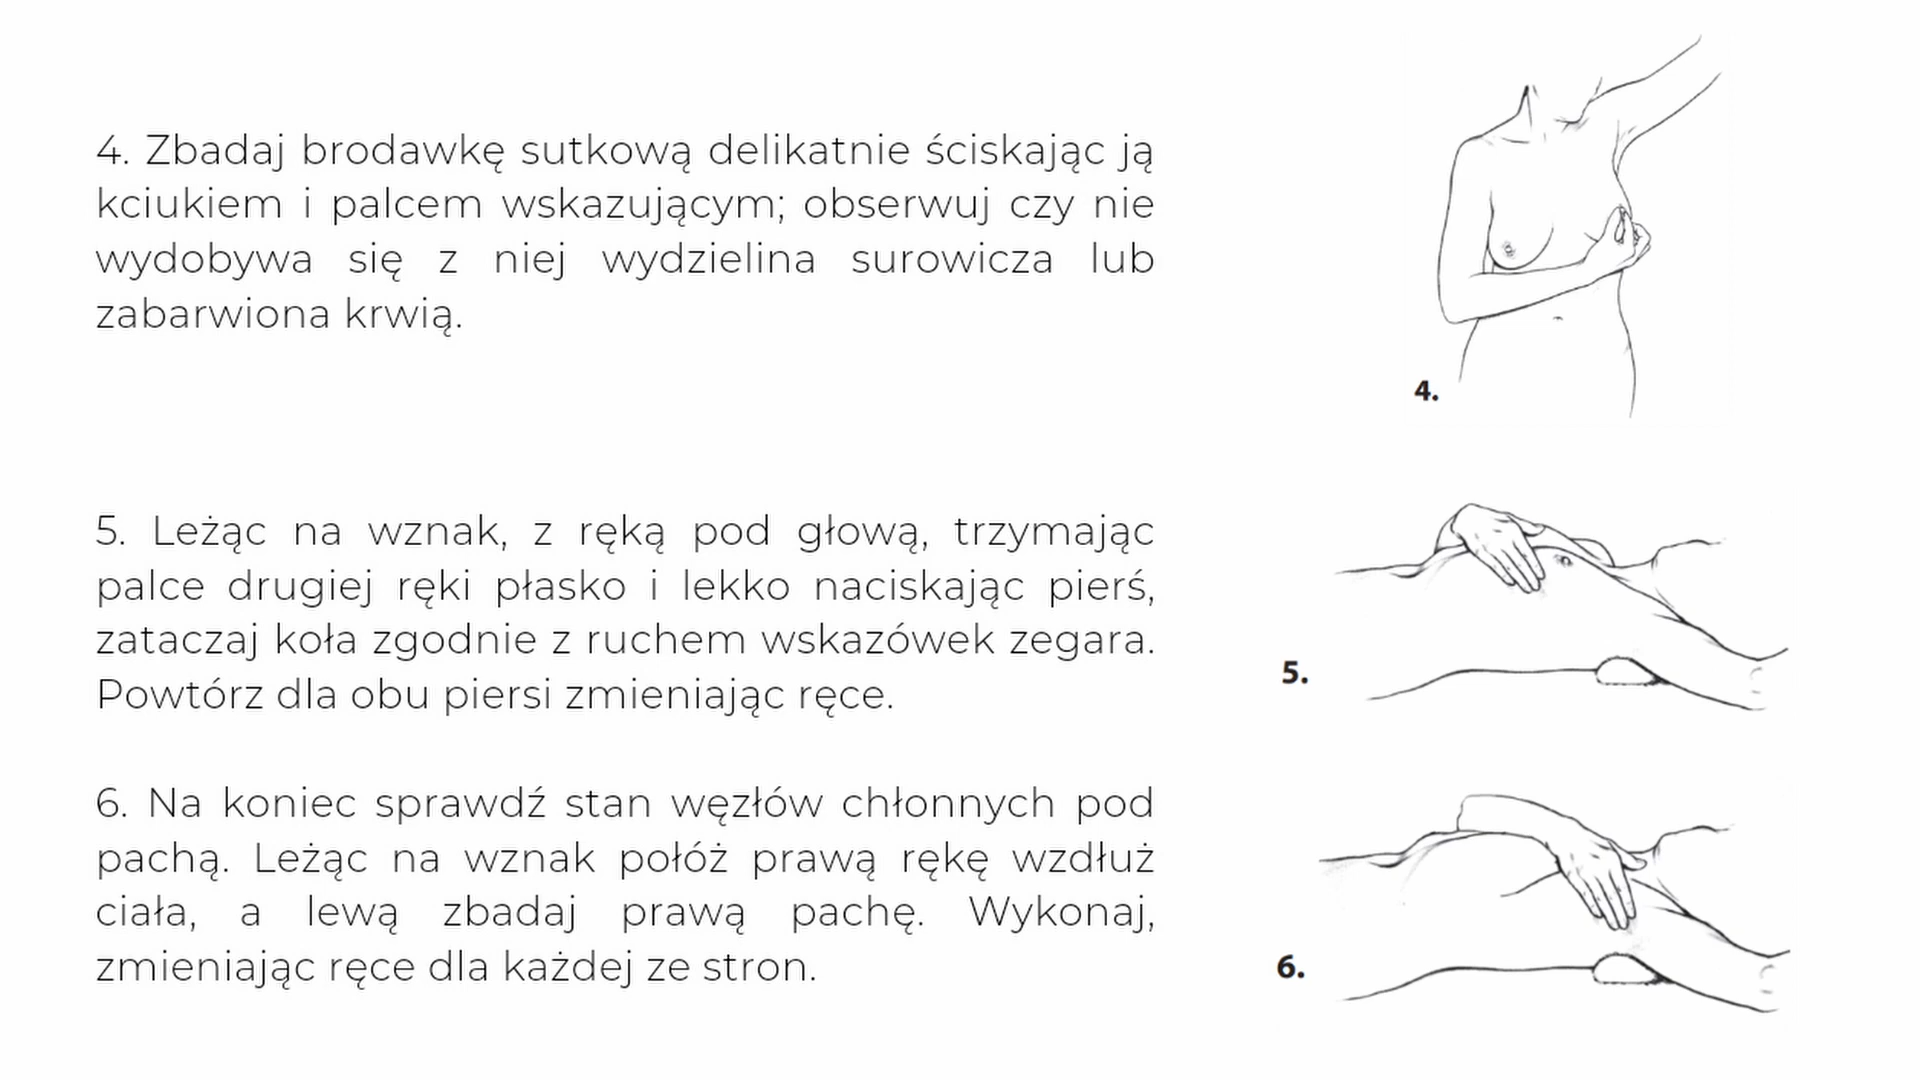 4. Zbadaj brodawkę sutkową delikatnie ściskając ją
kciukiem i palcem wskazującym; obserwuj czy nie
wydobywa się z niej wydzielina surowicza lub
zabarwiona krwią.
4.
5. Leżąc na wznak, z ręką pod głową, trzymając
palce drugiej ręki płasko i lekko naciskając pierś,
zataczaj koła zgodnie z ruchem wskazówek zegara.
Powtórz dla obu piersi zmieniając ręce.
5.
6. Na koniec sprawdź stan węzłów chłonnych pod
pachą. Leżąc na wznak połóż prawą rękę wzdłuż
ciała, a lewą zbadaj prawą pachę. Wykonaj,
zmieniając ręce dla każdej ze stron.
6.